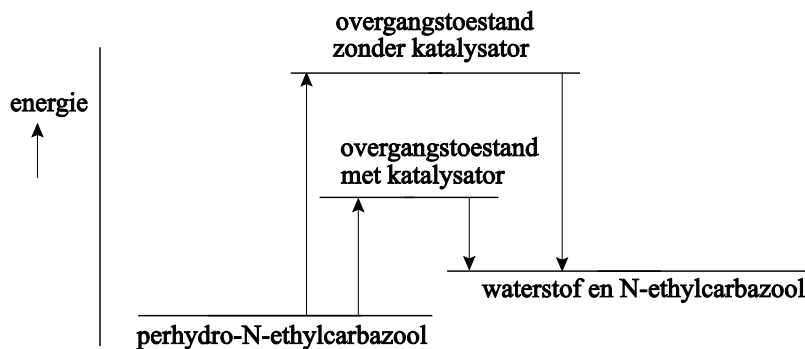 overgangstoestand
zonder katalysator
energie
overgangstoestand
met katalysator
waterstof en N-ethylcarbazool
perhydro-N-ethylcarbazool